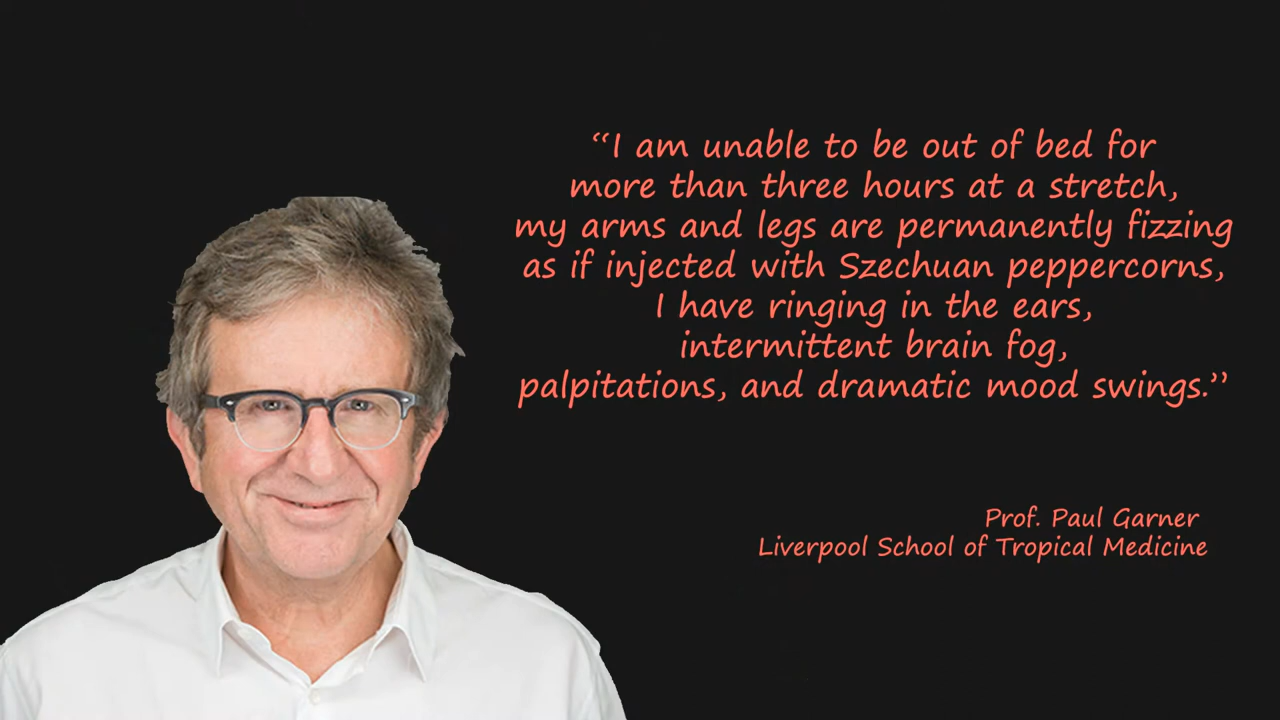 “I am unable to be out of bed for
more than three hours at a stretch,
my arms and legs are permanently fizzing
as if injected with Szechuan peppercorns,
I have ringing in the ears,
intermittent brain fog,
palpitations, and dramatic mood swings.”
Prof. Paul Garner
Liverpool School of Tropical Medicine